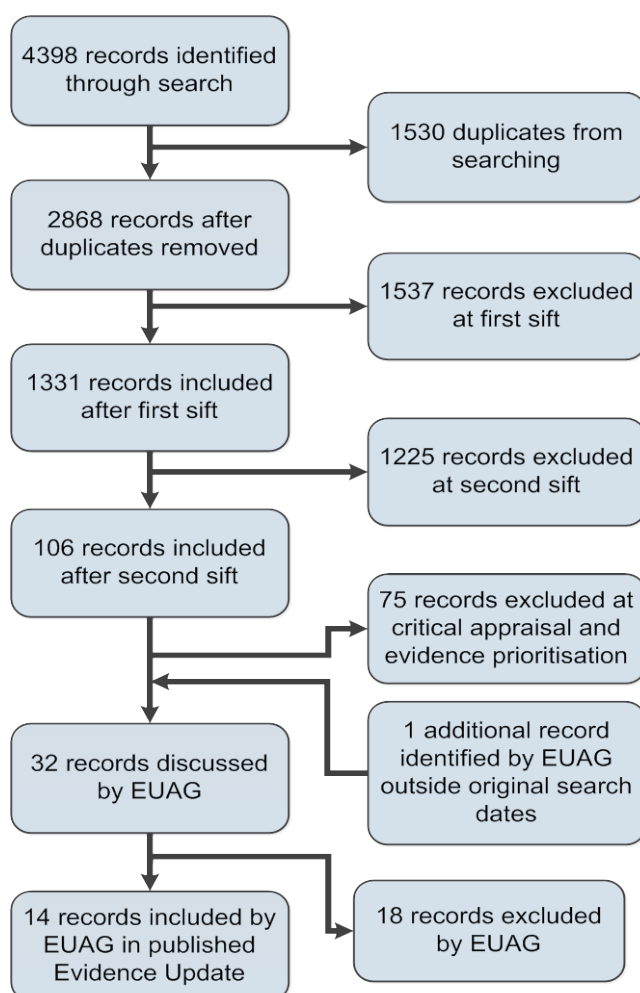 4398 records identified
through search
1530 duplicates from
searching
2868 records after
duplicates removed
1537 records excluded
at first sift
1331 records included
after first sift
1225 records excluded
at second sift
106 records included
after second sift
75 records excluded at
critical appraisal and
evidence prioritisation
1 additional record
identified by EUAG
outside original search
dates
32 records discussed
by EUAG
14 records included by
EUAG in published
Evidence Update
18 records excluded
by EUAG